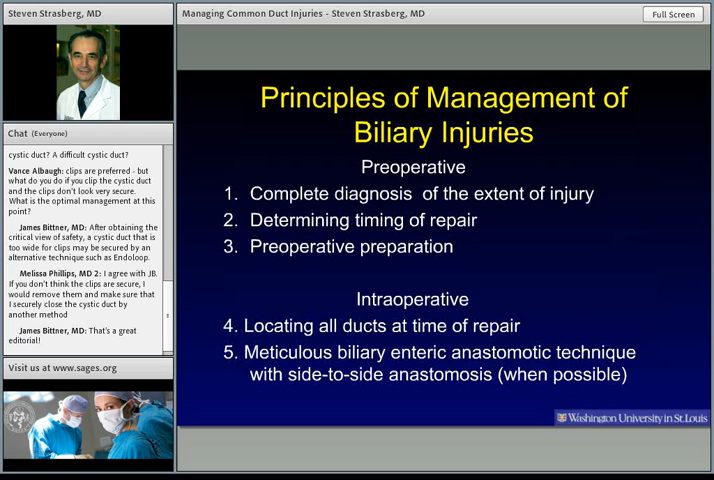 Steven Strasberg, MD
Managing Common Duct Injuries - Steven Strasberg, MD
Full Screen
Chat (Everyone)
cystic duct? A difficult cystic duct?
Vance Albaugh: clips are preferred - but
what do you do if you clip the cystic duct
and the clips don't look very secure.
What is the optimal management at this
point?
James Bittner, MD: After obtaining the
critical view of safety, a cystic duct that is
too wide for clips may be secured by an
alternative technique such as Endoloop.
Melissa Phillips, MD 2: I agree with JB.
If you don't think the clips are secure, I
would remove them and make sure that
I securely close the cystic duct by
another method
James Bittner, MD: That's a great
editorial!
Visit us at www.sages.org
Principles of Management of
Biliary Injuries
Preoperative
1. Complete diagnosis of the extent of injury
2. Determining timing of repair
3. Preoperative preparation
Intraoperative
4. Locating all ducts at time of repair
5. Meticulous biliary enteric anastomotic technique
with side-to-side anastomosis (when possible)
Washington University in St. Louis